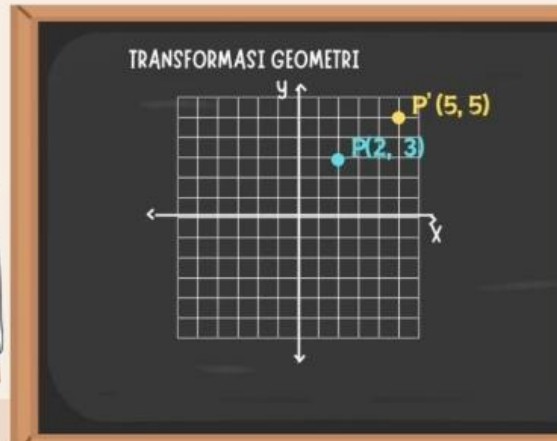 TRANSFORMASI GEOMETRI
y
P'(5, 5)
P(2, 3)
X